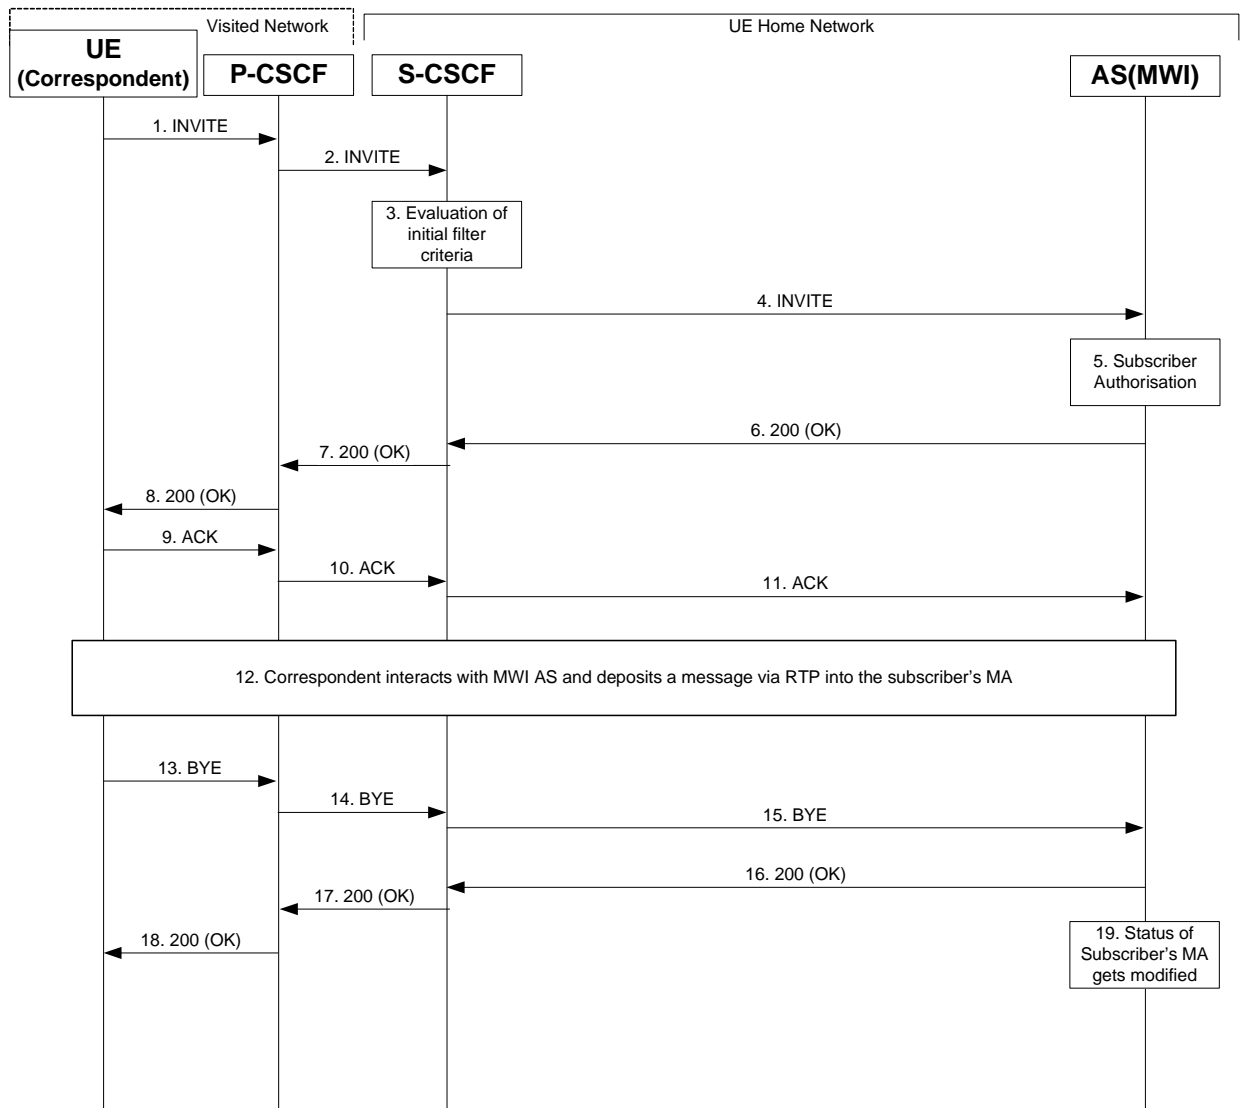 Visited Network
UE Home Network
UE
(Correspondent)
P-CSCF
S-CSCF
AS(MWI)
1. INVITE
2. INVITE
3. Evaluation of
initial filter
criteria
4. INVITE
5. Subscriber
Authorisation
6. 200 (OK)
7. 200 (OK)
8. 200 (OK)
9. ACK
10. ACK
11. ACK
12. Correspondent interacts with MWI AS and deposits a message via RTP into the subscriber’s MA
13. BYE
14. BYE
15. BYE
16. 200 (OK)
17. 200 (OK)
18. 200 (OK)
19. Status of
Subscriber’s MA
gets modified